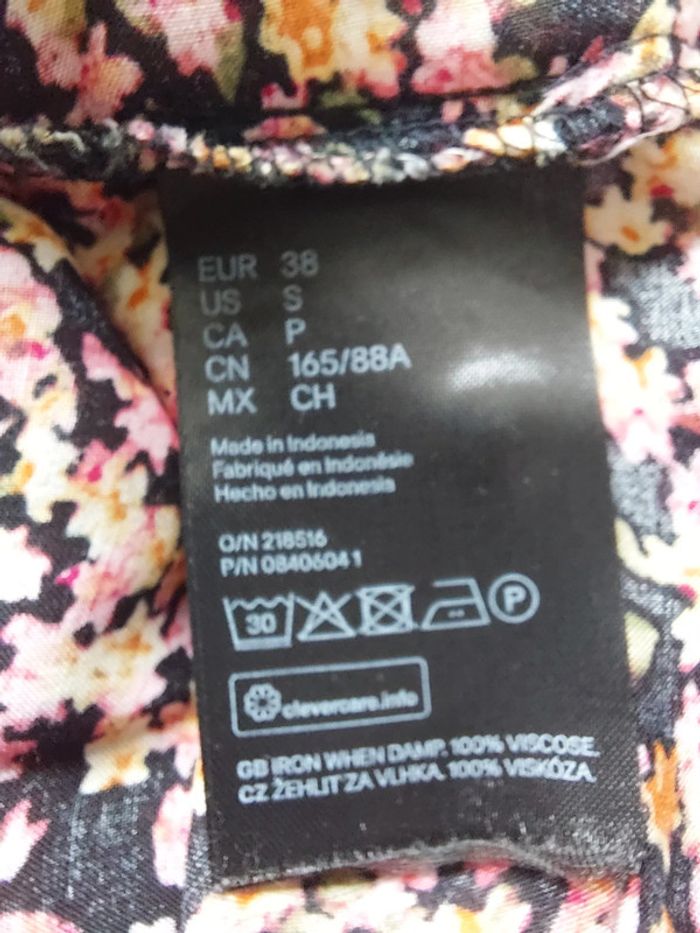 EUR 38
US S
CA P
CN 165/88A
MX CH
Made in Indonesia
Fabriqué en Indonésie
Hecho en Indonesia
O/N 218516
P/N 08406041
30 P
clevercare.info
GB IRON WHEN DAMP. 100% VISCOSE.
CZ ŽEHLIT ZA VLHKA. 100% VISKÓZA.